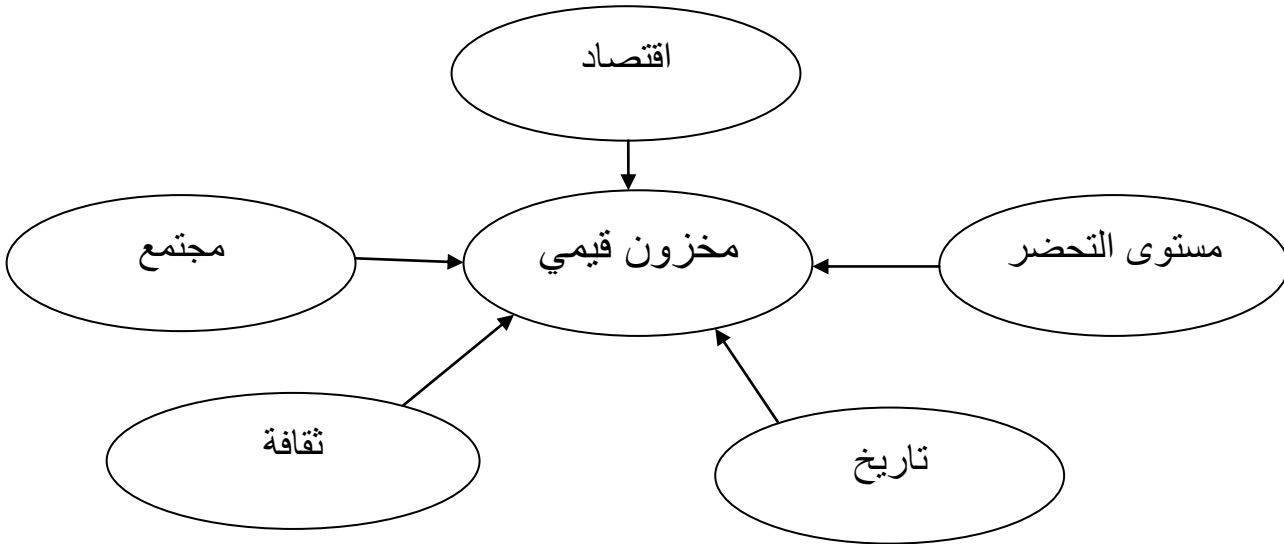 اقتصاد
مستوى التحضر
مخزون قيمي
مجتمع
تاريخ
ثقافة